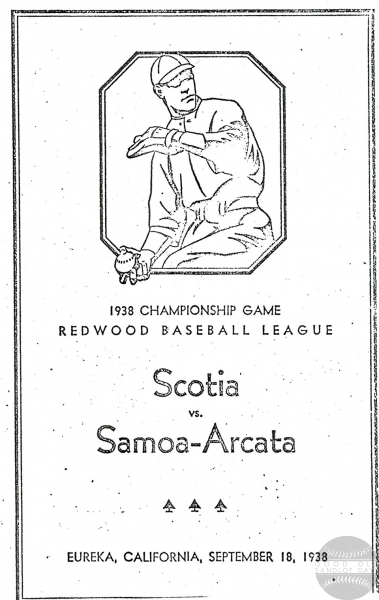 1938 CHAMPIONSHIP GAME
REDWOOD BASEBALL LEAGUE
Scotia
vs.
Samoa-Arcata
EUREKA, CALIFORNIA, SEPTEMBER 18, 1938